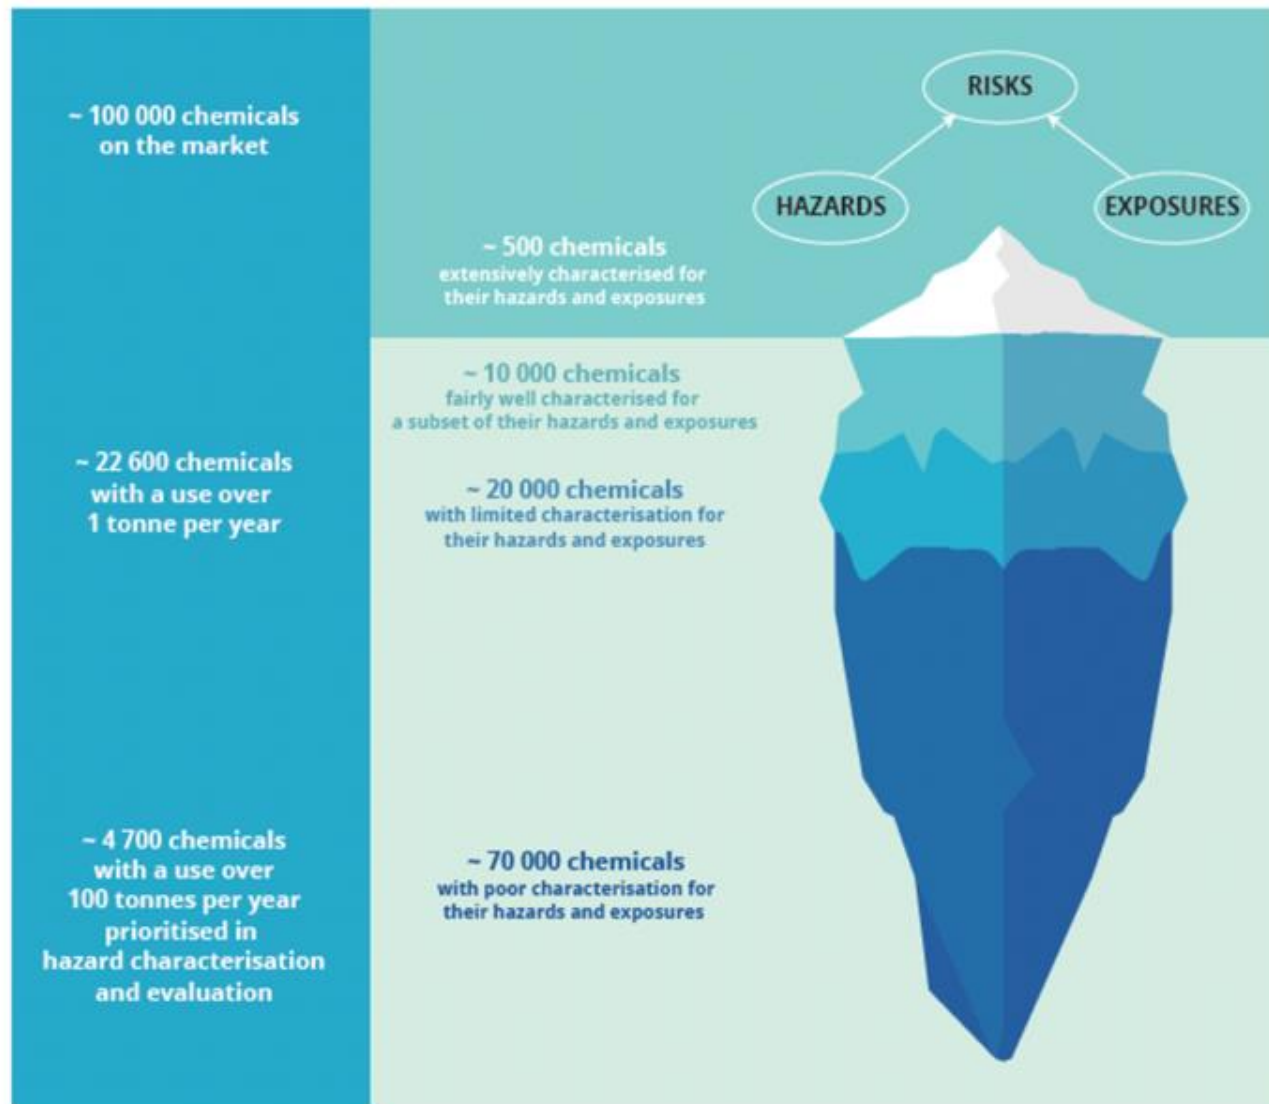 ~ 100 000 chemicals
on the market
~ 22 600 chemicals
with a use over
1 tonne per year
~ 4 700 chemicals
with a use over
100 tonnes per year
prioritised in
hazard characterisation
and evaluation
RISKS
HAZARDS
EXPOSURES
~ 500 chemicals
extensively characterised for
their hazards and exposures
~ 10 000 chemicals
fairly well characterised for
a subset of their hazards and exposures
~ 20 000 chemicals
with limited characterisation for
their hazards and exposures
~ 70 000 chemicals
with poor characterisation for
their hazards and exposures